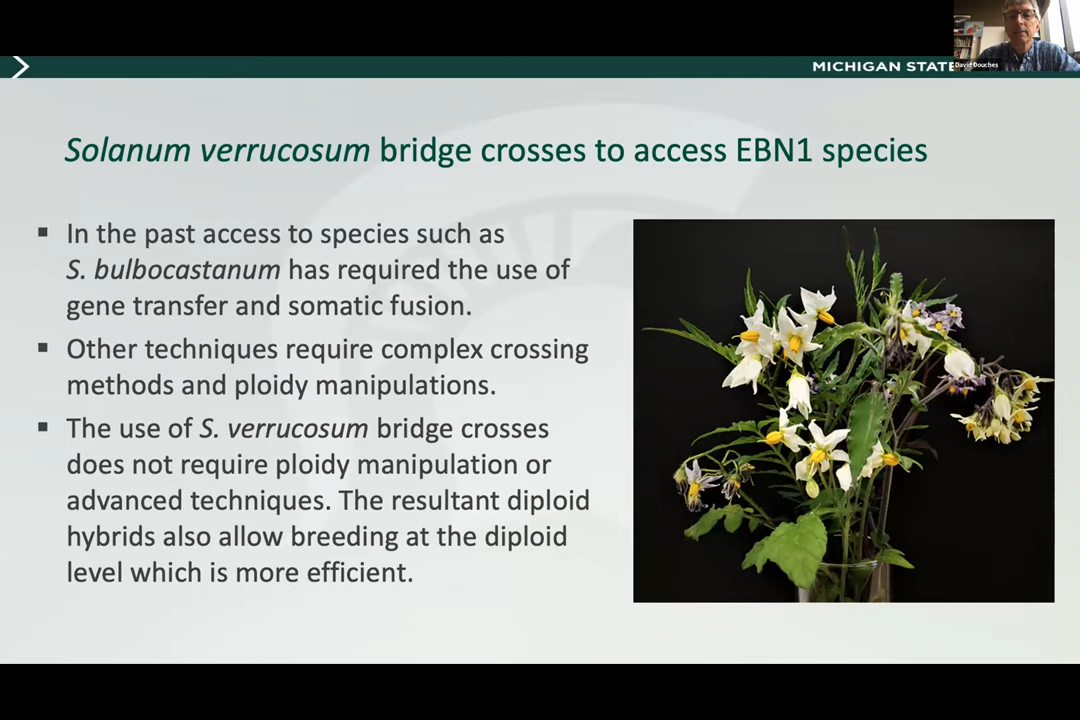 MICHIGAN STATE
David Douches
Solanum verrucosum bridge crosses to access EBN1 species
▪ In the past access to species such as
S. bulbocastanum has required the use of
gene transfer and somatic fusion.
▪ Other techniques require complex crossing
methods and ploidy manipulations.
▪ The use of S. verrucosum bridge crosses
does not require ploidy manipulation or
advanced techniques. The resultant diploid
hybrids also allow breeding at the diploid
level which is more efficient.